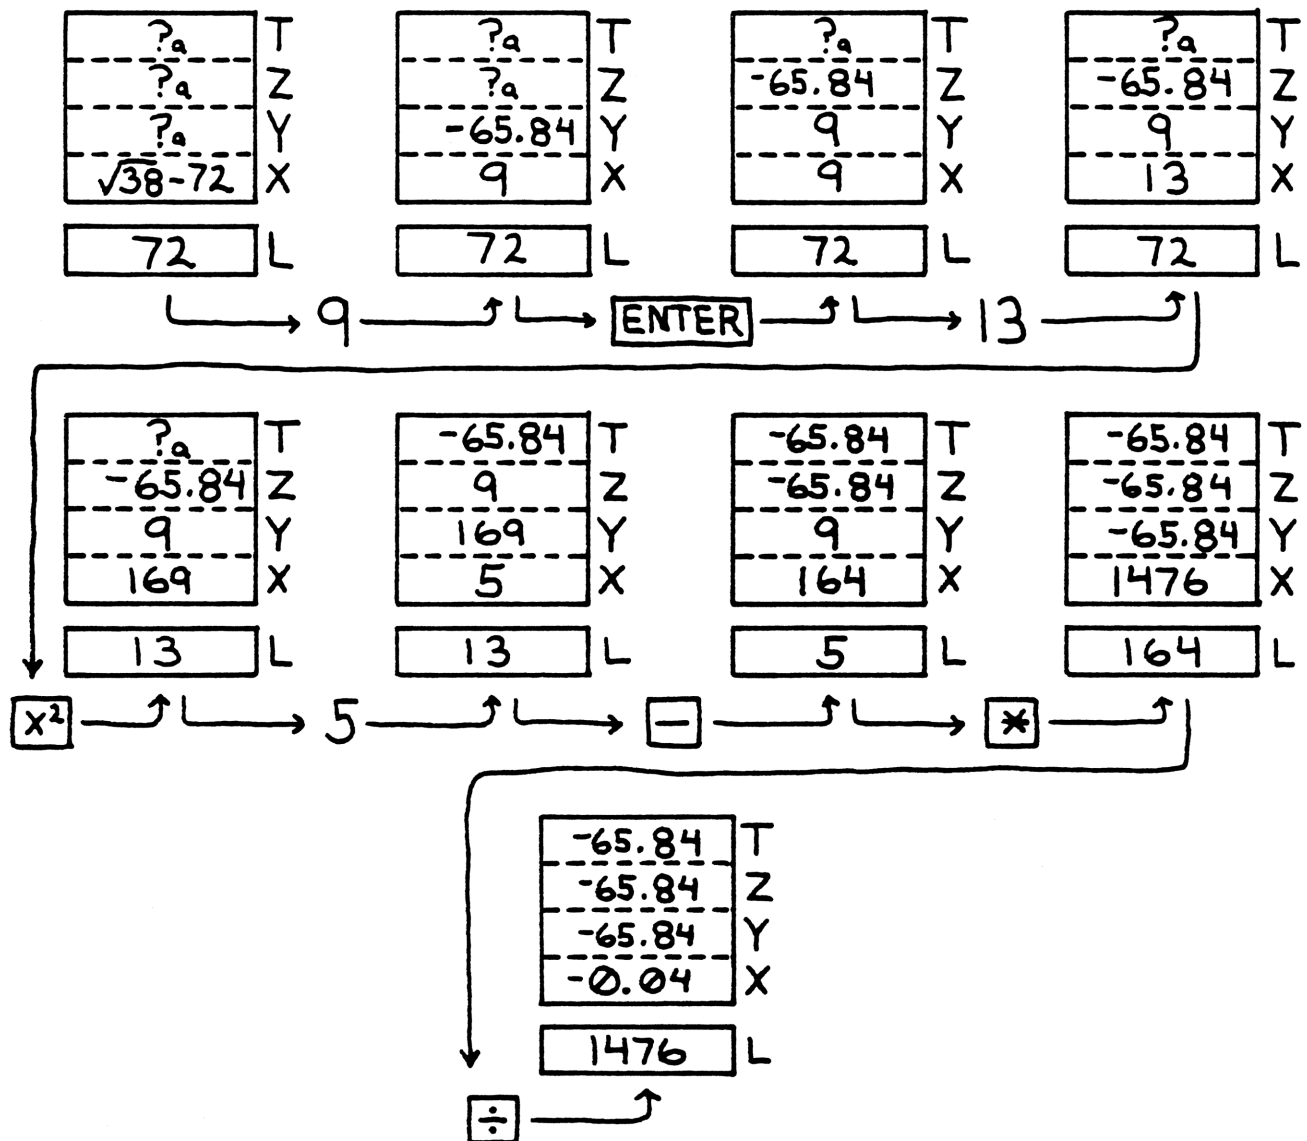 ?a T ?a T ?a T ?a T
?a Z ?a Z -65.84 Z -65.84 Z
?a Y -65.84 Y 9 Y 9 Y
√38-72 X 9 X 9 X 13 X
72 L 72 L 72 L 72 L
9 ENTER 13
?a T -65.84 T -65.84 T -65.84 T
-65.84 Z 9 Z -65.84 Z -65.84 Z
9 Y 169 Y 9 Y -65.84 Y
169 X 5 X 164 X 1476 X
13 L 13 L 5 L 164 L
x² 5 − *
-65.84 T
-65.84 Z
-65.84 Y
-0.04 X
1476 L
÷